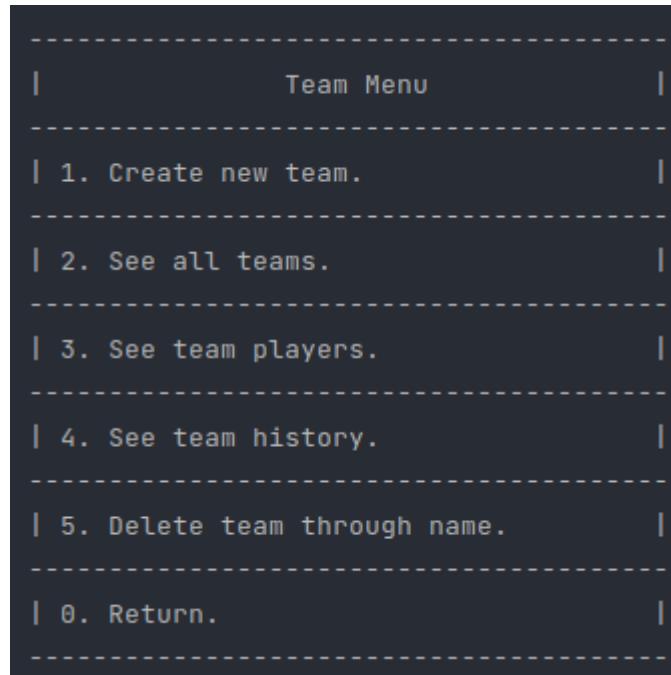 ----------------------------------------
|               Team Menu              |
----------------------------------------
| 1. Create new team.                  |
----------------------------------------
| 2. See all teams.                    |
----------------------------------------
| 3. See team players.                 |
----------------------------------------
| 4. See team history.                 |
----------------------------------------
| 5. Delete team through name.         |
----------------------------------------
| 0. Return.                           |
----------------------------------------